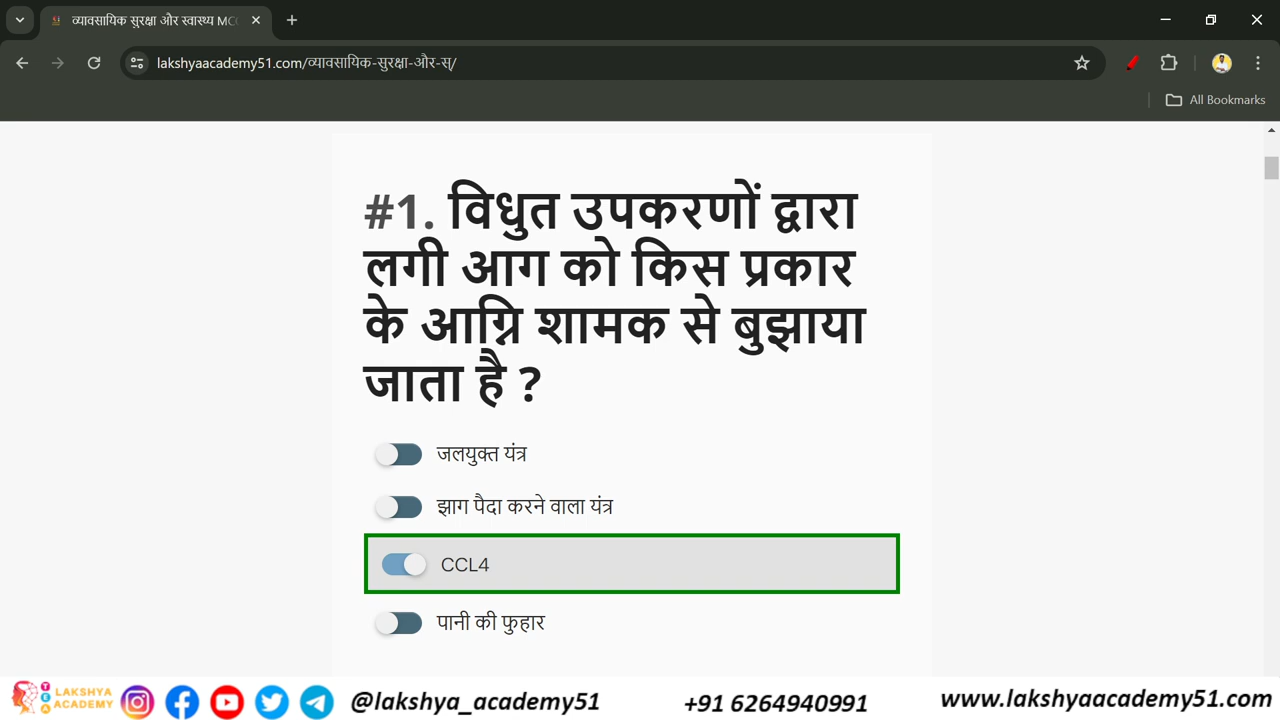 व्यावसायिक सुरक्षा और स्वास्थ्य MC
lakshyaacademy51.com/व्यावसायिक-सुरक्षा-और-स्/
All Bookmarks
#1. विधुत उपकरणों द्वारा
लगी आग को किस प्रकार
के आग्नि शामक से बुझाया
जाता है ?
जलयुक्त यंत्र
झाग पैदा करने वाला यंत्र
CCL4
पानी की फुहार
LAKSHYA
ACADEMY
@lakshya_academy51
+91 6264940991
www.lakshyaacademy51.com